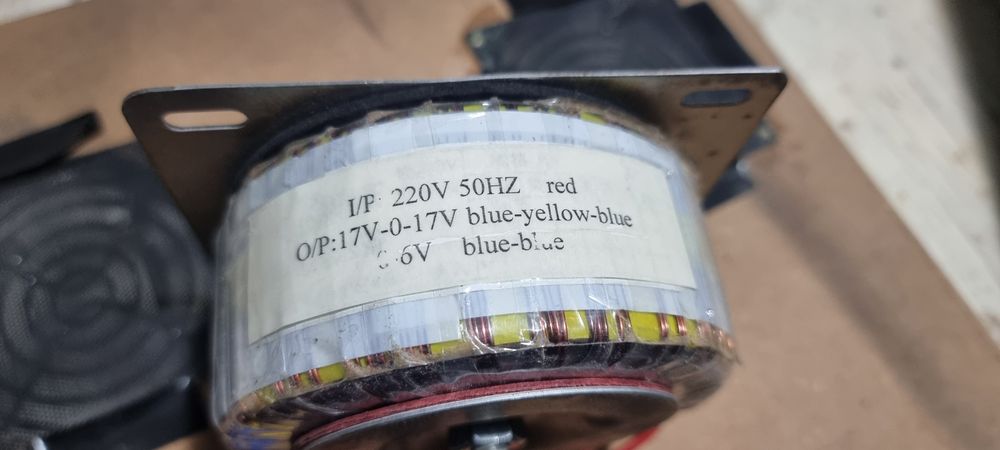 I/P: 220V 50HZ red
O/P:17V-0-17V blue-yellow-blue
6V blue-blue